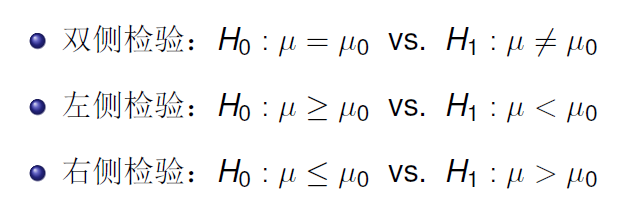 双侧检验：H₀ : μ = μ₀ vs. H₁ : μ ≠ μ₀
左侧检验：H₀ : μ ≥ μ₀ vs. H₁ : μ < μ₀
右侧检验：H₀ : μ ≤ μ₀ vs. H₁ : μ > μ₀